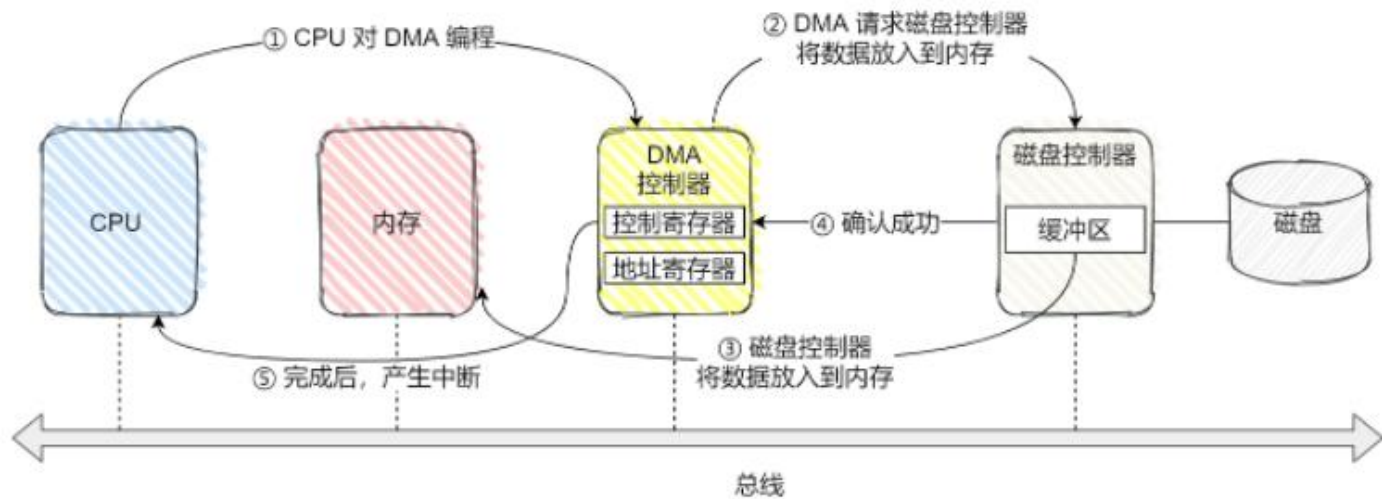 ① CPU 对 DMA 编程
② DMA 请求磁盘控制器
将数据放入到内存
CPU
内存
DMA
控制器
控制寄存器
地址寄存器
④ 确认成功
磁盘控制器
缓冲区
磁盘
③ 磁盘控制器
将数据放入到内存
⑤ 完成后，产生中断
总线